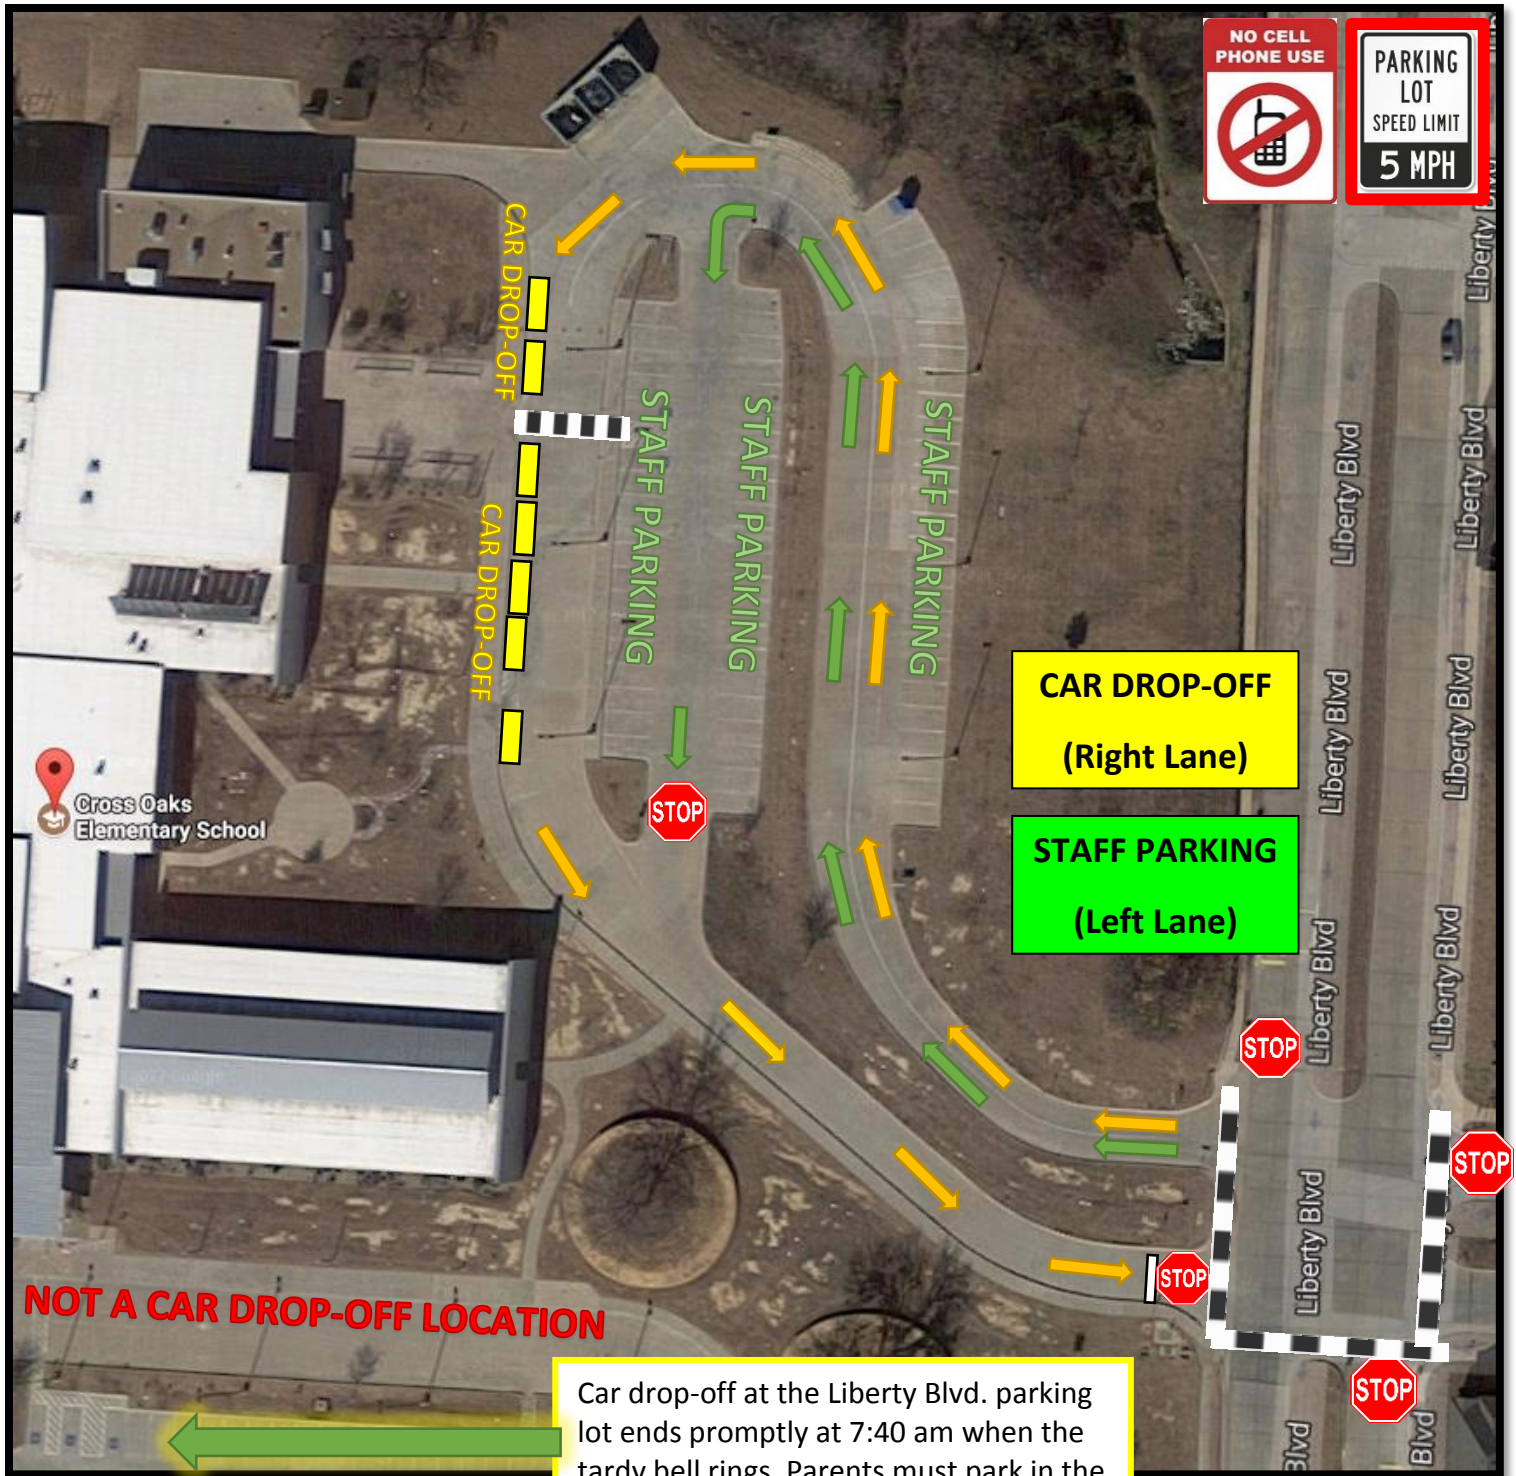 NO CELL
PHONE USE
PARKING
LOT
SPEED LIMIT
5 MPH
Liberty Blvd
CAR DROP-OFF
STAFF PARKING
STAFF PARKING
STAFF PARKING
CAR DROP-OFF
Liberty Blvd
Liberty Blvd
CAR DROP-OFF
(Right Lane)
Liberty Blvd
Liberty Blvd
STOP
Cross Oaks
Elementary School
STAFF PARKING
(Left Lane)
Liberty Blvd
Liberty Blvd
STOP
STOP
Liberty Blvd
STOP
NOT A CAR DROP-OFF LOCATION
STOP
Car drop-off at the Liberty Blvd. parking
lot ends promptly at 7:40 am when the
tardy bell rings. Parents must park in the
Blvd
Blvd